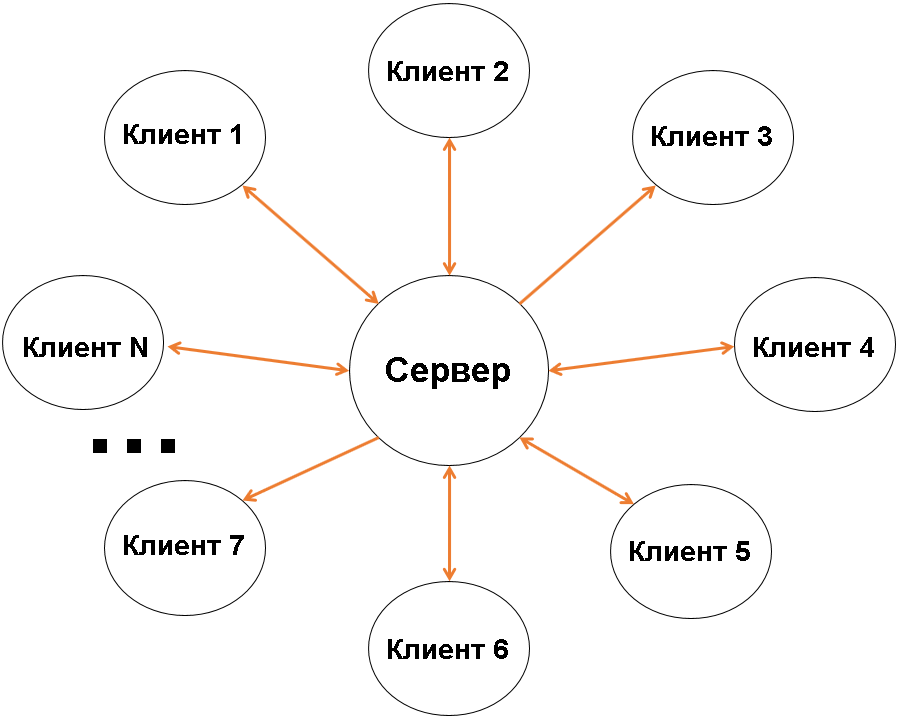 Клиент 2
Клиент 1
Клиент 3
Клиент N
Сервер
Клиент 4
...
Клиент 7
Клиент 5
Клиент 6